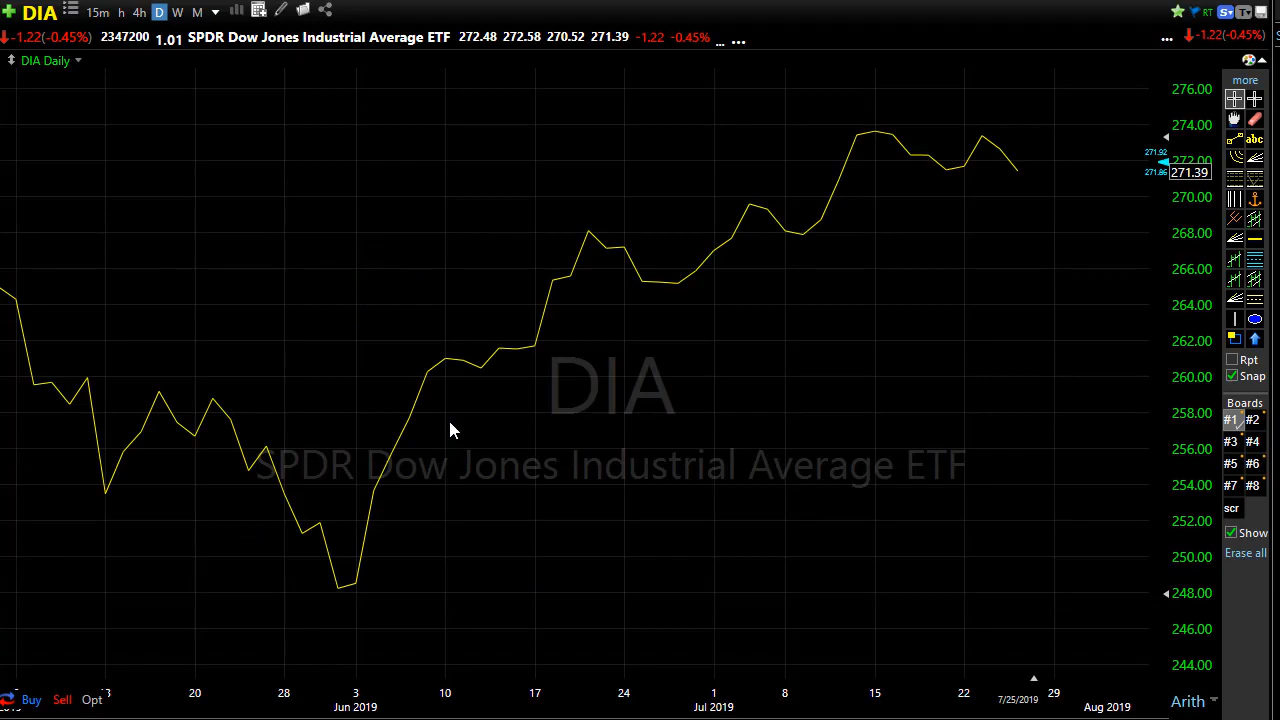 DIA 15m h 4h D W M RT S T
-1.22(-0.45%) 2347200 1.01 SPDR Dow Jones Industrial Average ETF 272.48 272.58 270.52 271.39 -1.22 -0.45% ... ... ... -1.22(-0.45%)
DIA Daily
more
276.00
274.00
abc
271.92
272.00
271.86
271.39
270.00
268.00
266.00
264.00
262.00
Rpt
260.00
Snap
DIA
Boards
258.00
#1 #2
#3 #4
256.00
SPDR Dow Jones Industrial Average ETF
#5 #6
254.00
#7 #8
scr
252.00
Show
250.00
Erase all
248.00
246.00
244.00
20 28 3 10 17 24 1 8 15 22 7/25/2019 29
Buy Sell Opt
Jun 2019 Jul 2019 Aug 2019
Arith